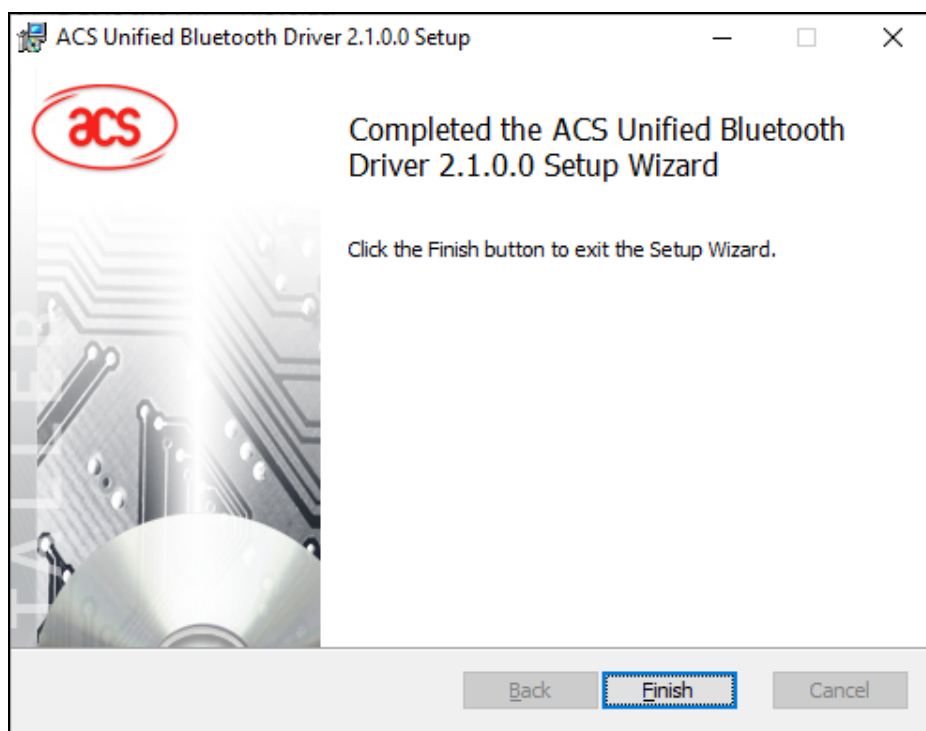 ACS Unified Bluetooth Driver 2.1.0.0 Setup
acs
Completed the ACS Unified Bluetooth
Driver 2.1.0.0 Setup Wizard
Click the Finish button to exit the Setup Wizard.
TALLER
Back
Finish
Cancel